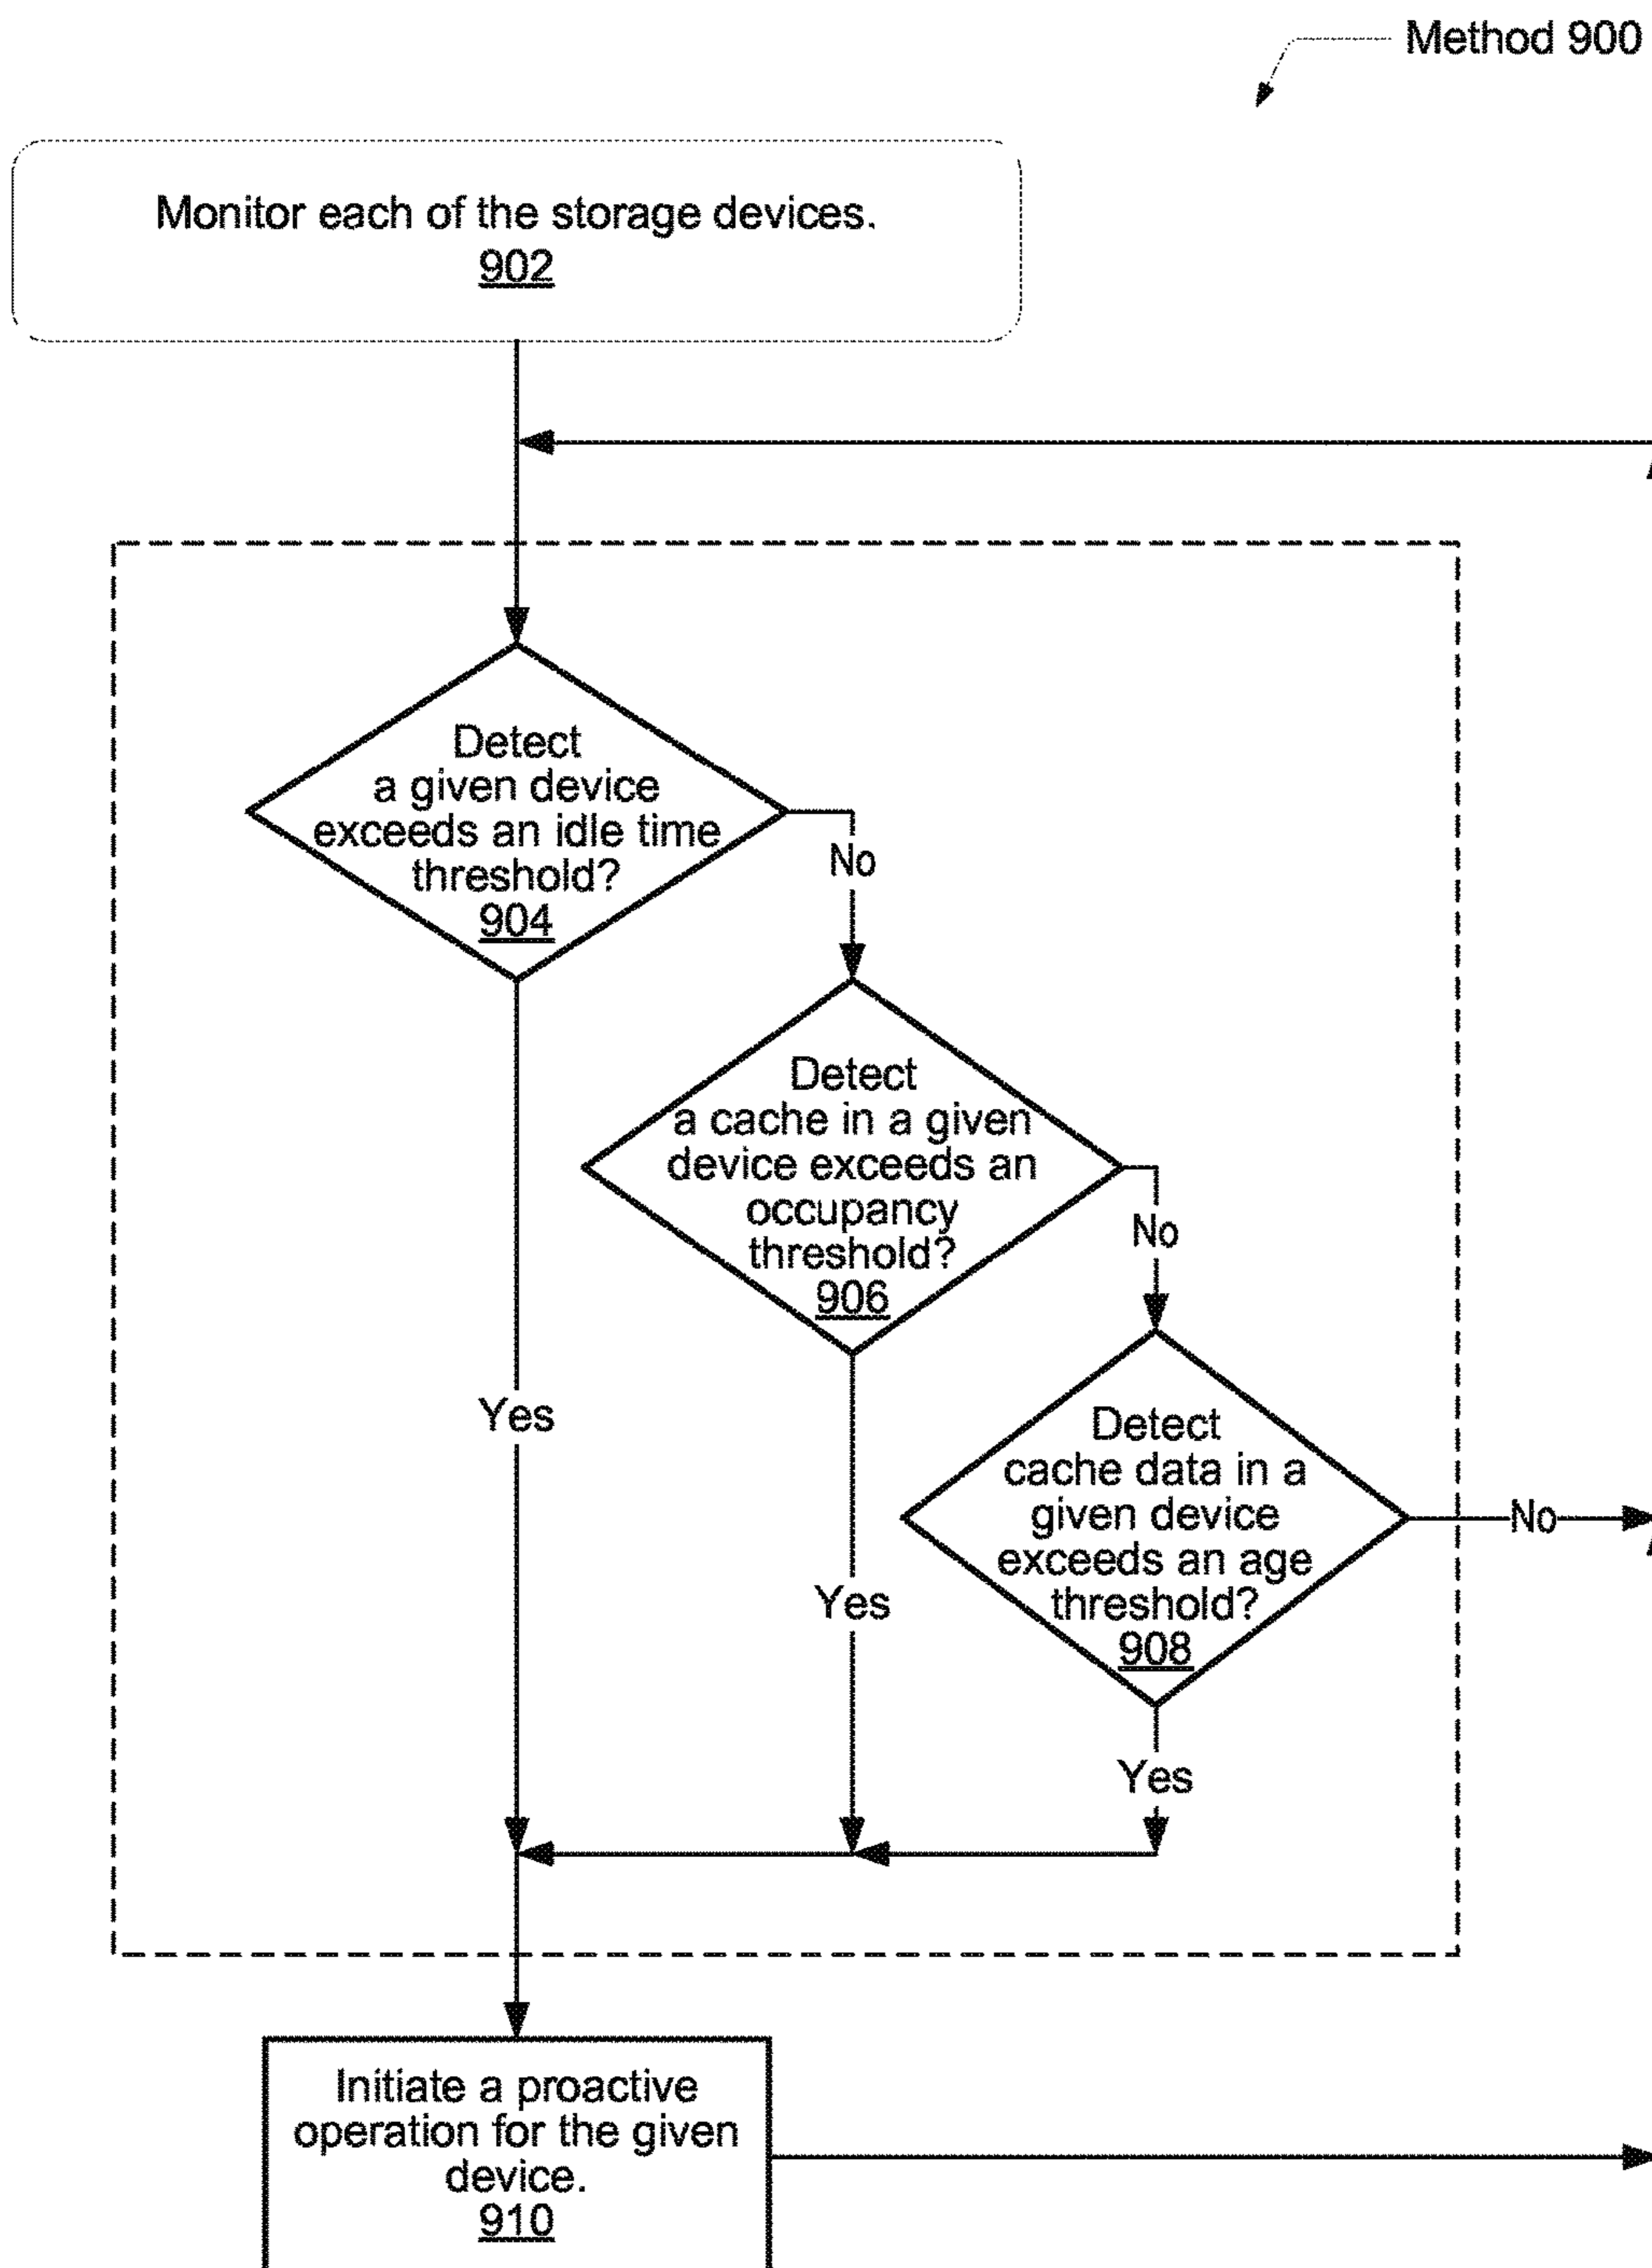 Method 900
Monitor each of the storage devices.
902
Detect
a given device
exceeds an idle time
threshold?
904
No
Detect
a cache in a given
device exceeds an
occupancy
threshold?
906
No
Detect
cache data in a
given device
exceeds an age
threshold?
908
No
Yes
Yes
Yes
Initiate a proactive
operation for the given
device.
910